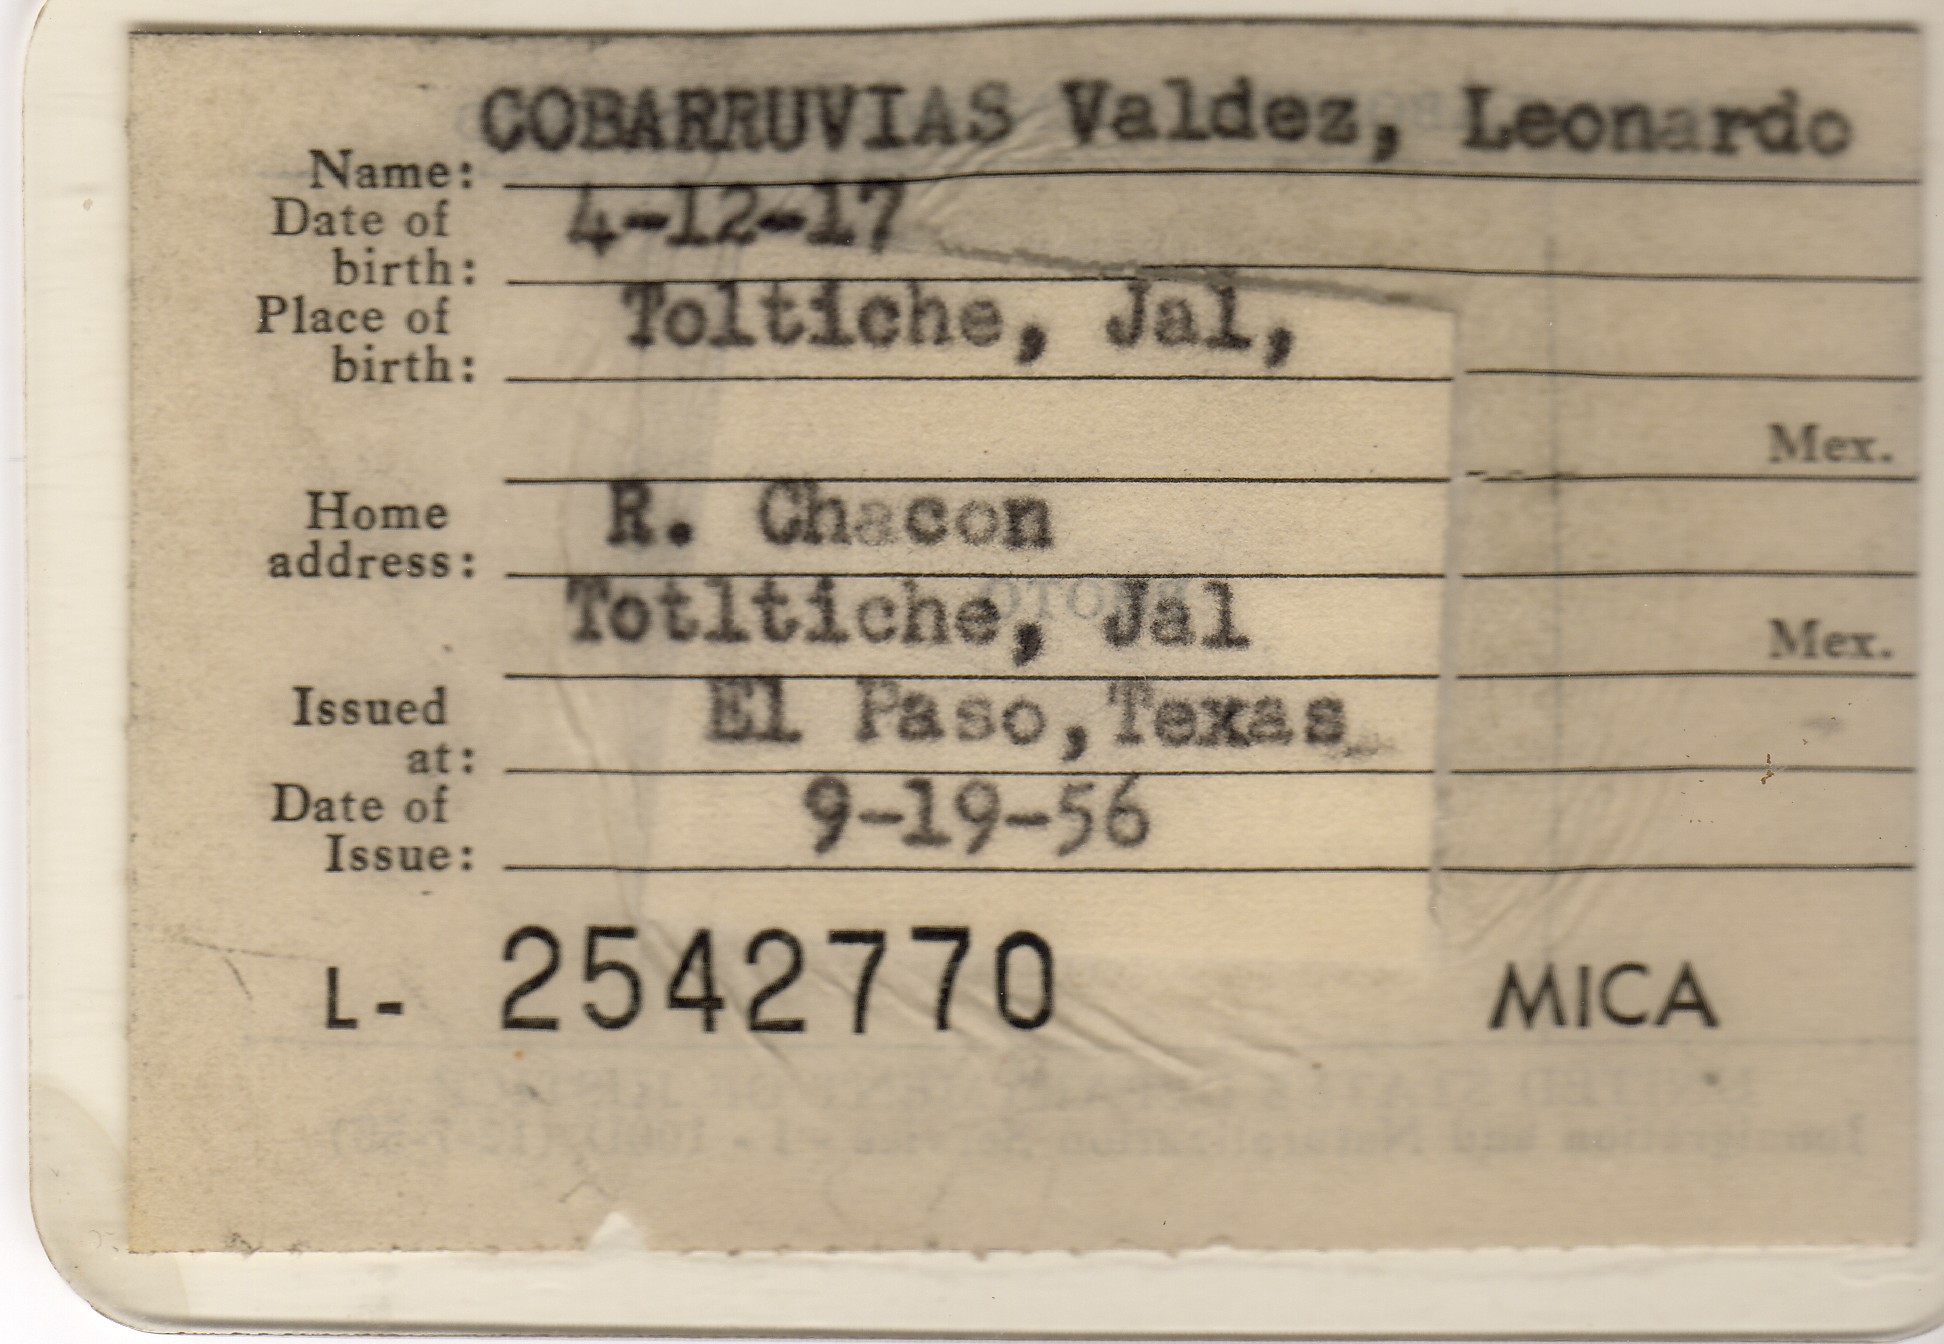 Name: COBARRUVIAS Valdez, Leonardo
Date of birth: 4-12-17
Place of birth: Toltiche, Jal,
Mex.
Home address: R. Chacon
Totltiche, Jal Mex.
Issued at: El Paso, Texas
Date of Issue: 9-19-56
L- 2542770 MICA